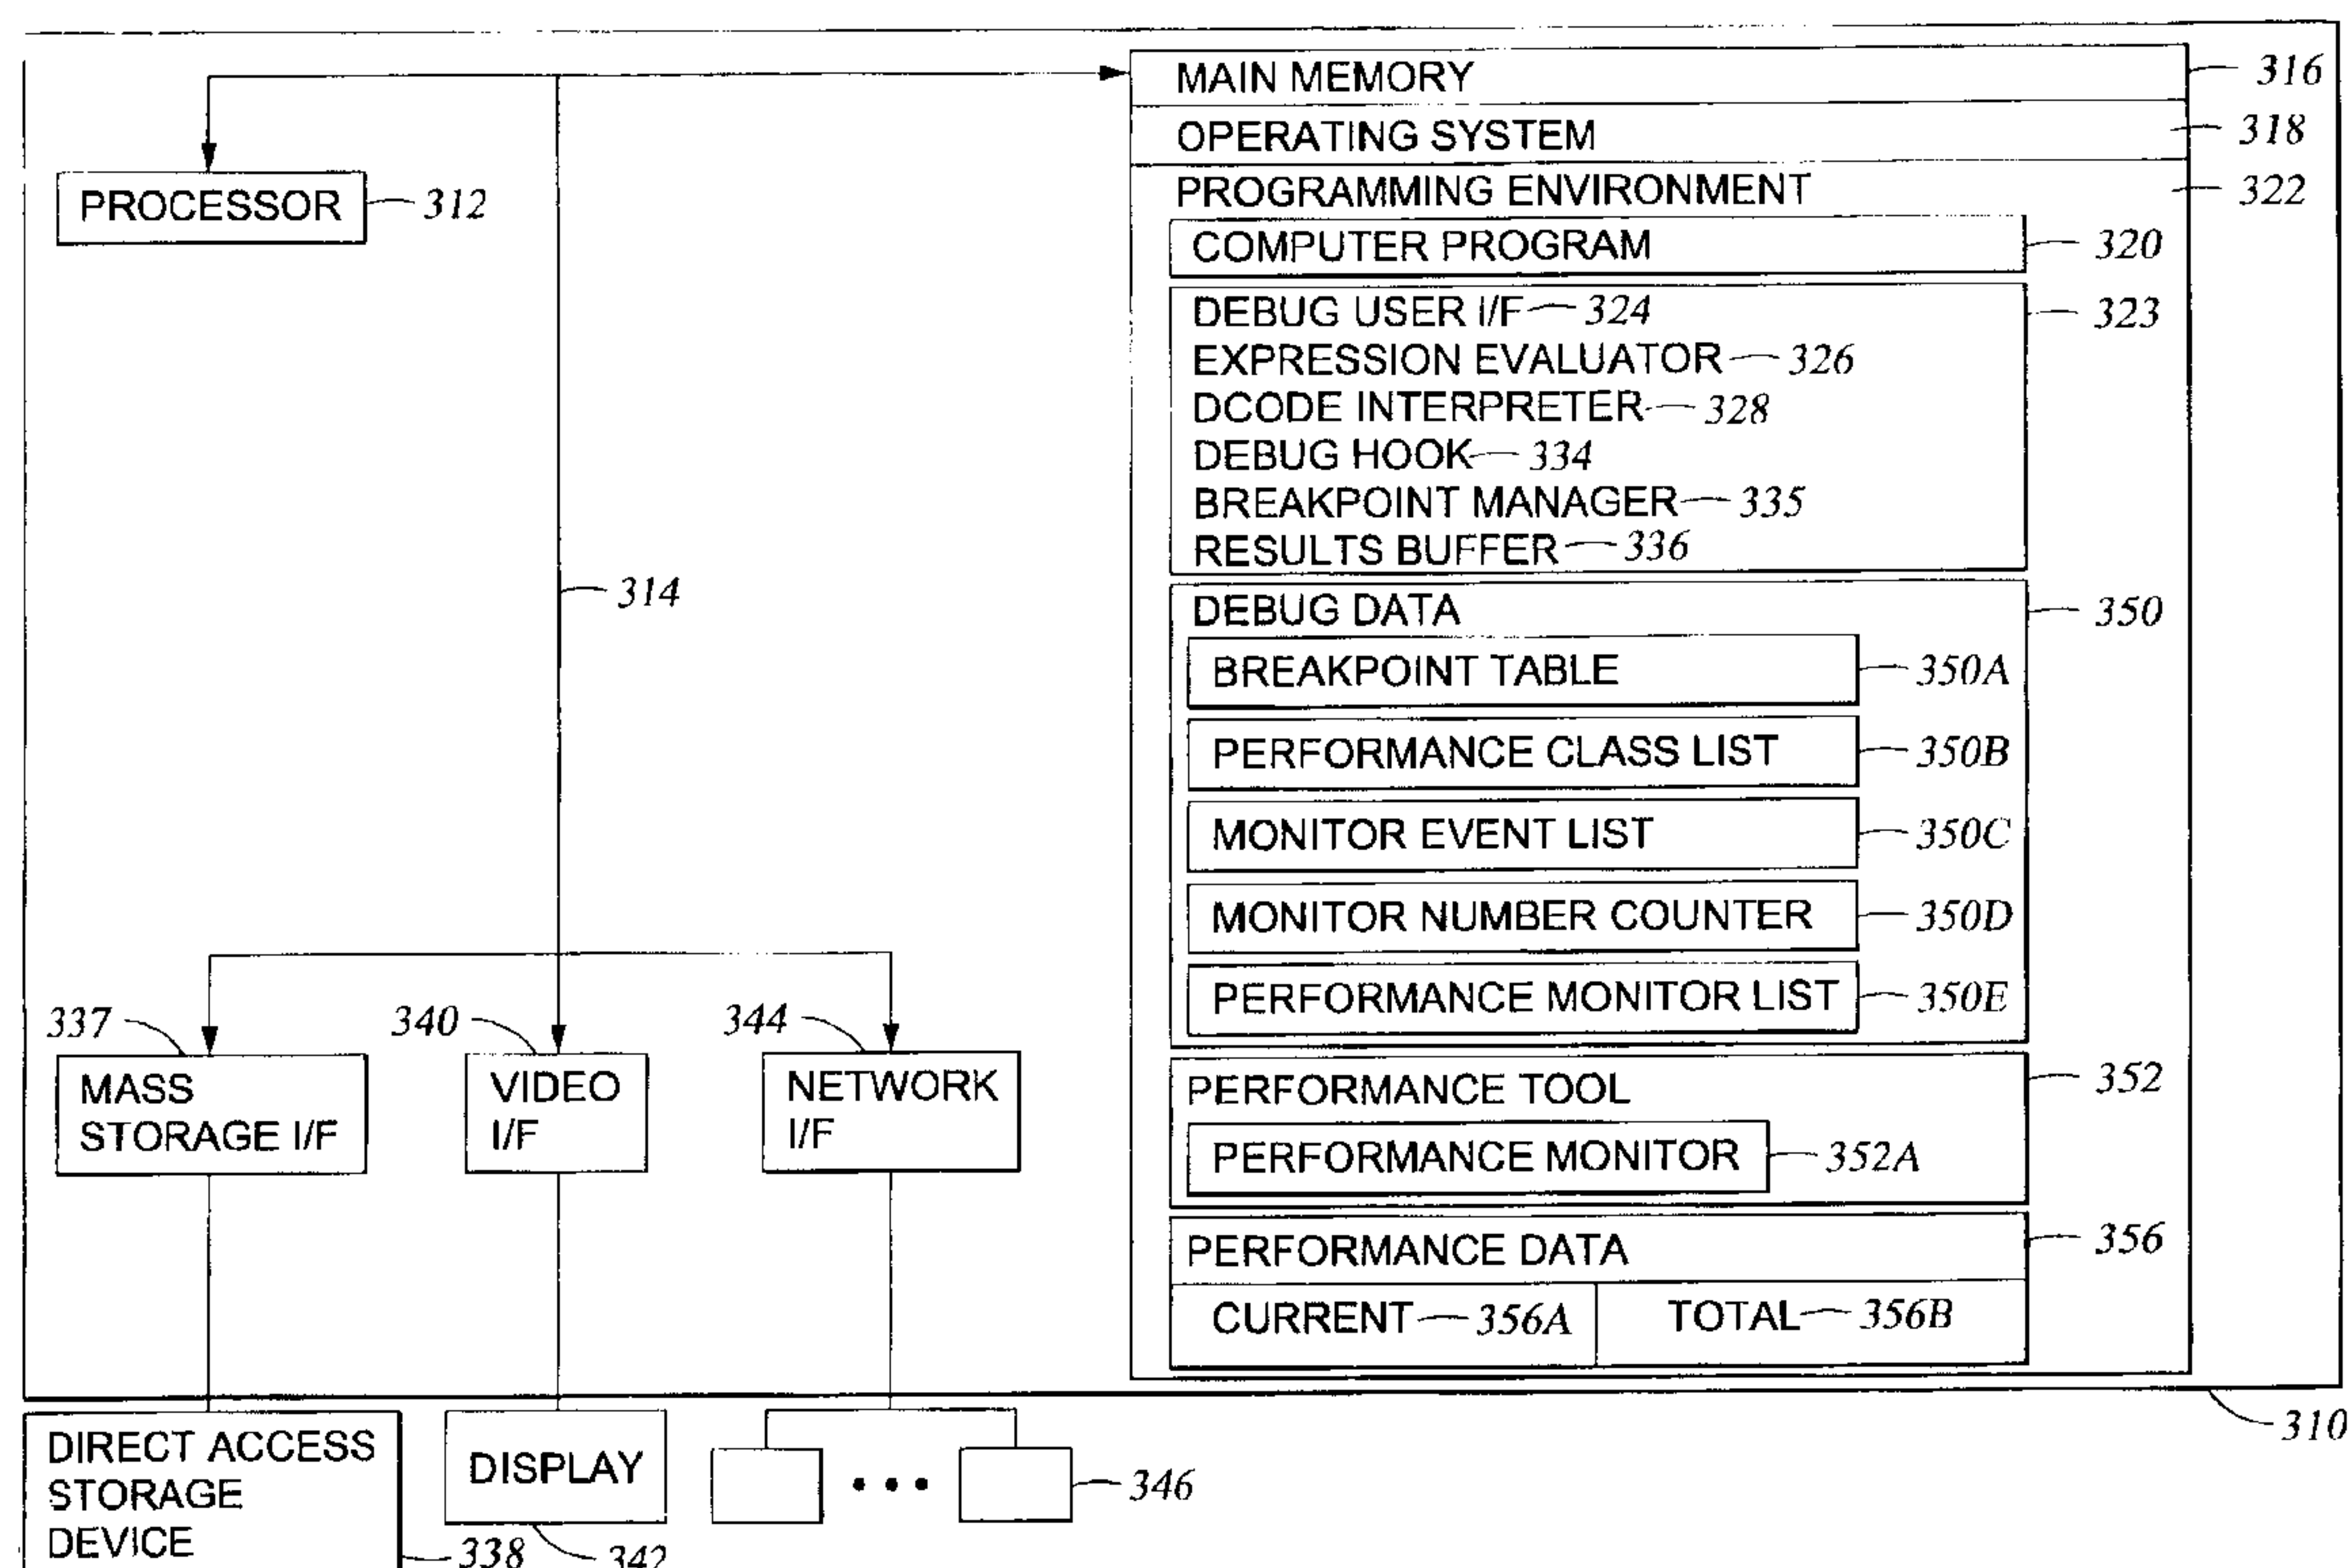 MAIN MEMORY 316
OPERATING SYSTEM 318
PROGRAMMING ENVIRONMENT 322
PROCESSOR 312
COMPUTER PROGRAM 320
DEBUG USER I/F 324 323
EXPRESSION EVALUATOR 326
DCODE INTERPRETER 328
DEBUG HOOK 334
BREAKPOINT MANAGER 335
RESULTS BUFFER 336
314
DEBUG DATA 350
BREAKPOINT TABLE 350A
PERFORMANCE CLASS LIST 350B
MONITOR EVENT LIST 350C
MONITOR NUMBER COUNTER 350D
PERFORMANCE MONITOR LIST 350E
337 340 344
MASS
STORAGE I/F
VIDEO
I/F
NETWORK
I/F
PERFORMANCE TOOL 352
PERFORMANCE MONITOR 352A
PERFORMANCE DATA 356
CURRENT 356A TOTAL 356B
310
DIRECT ACCESS
STORAGE
DEVICE
338
DISPLAY
342
346